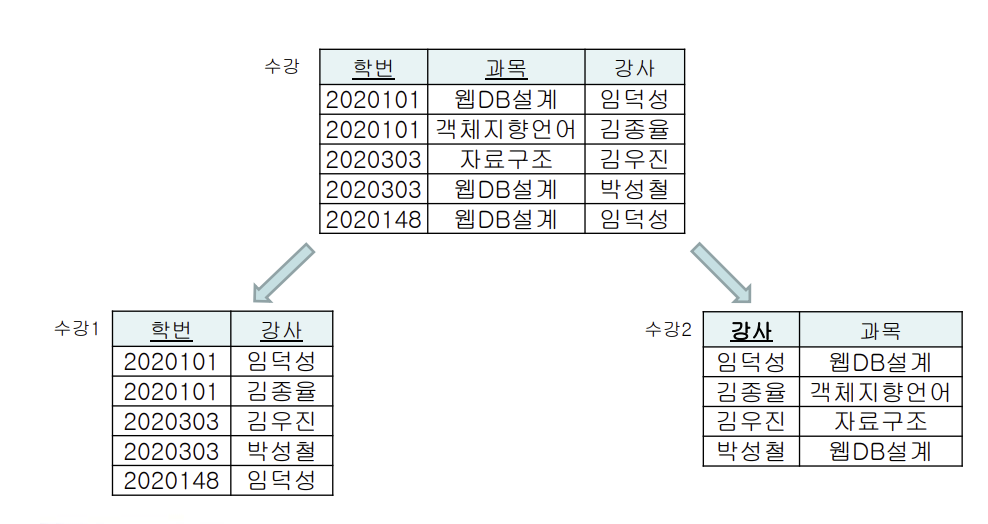 수강
학번 과목 강사
2020101 웹DB설계 임덕성
2020101 객체지향언어 김종율
2020303 자료구조 김우진
2020303 웹DB설계 박성철
2020148 웹DB설계 임덕성
수강1
학번 강사
2020101 임덕성
2020101 김종율
2020303 김우진
2020303 박성철
2020148 임덕성
수강2
강사 과목
임덕성 웹DB설계
김종율 객체지향언어
김우진 자료구조
박성철 웹DB설계